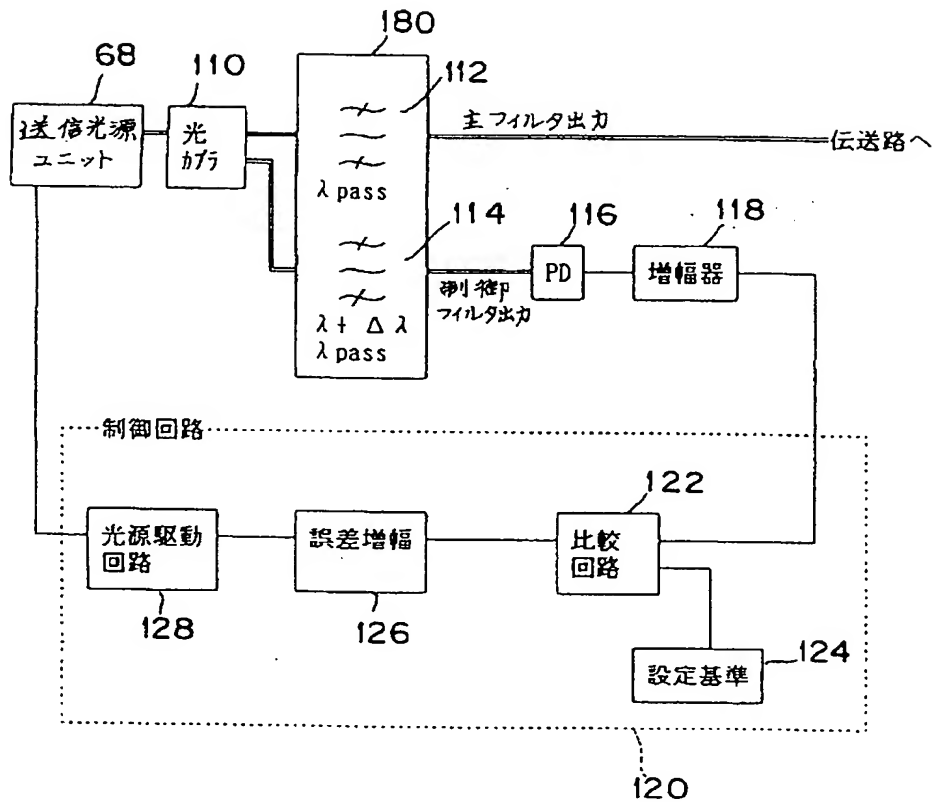 180
68
110
112
送信光源
ユニット
光
カプラ
主フィルタ出力
伝送路へ
λ pass
114
116
118
PD
増幅器
制御
フィルタ出力
λ + Δ λ
λ pass
制御回路
122
光源駆動
回路
誤差増幅
比較
回路
128
126
124
設定基準
120